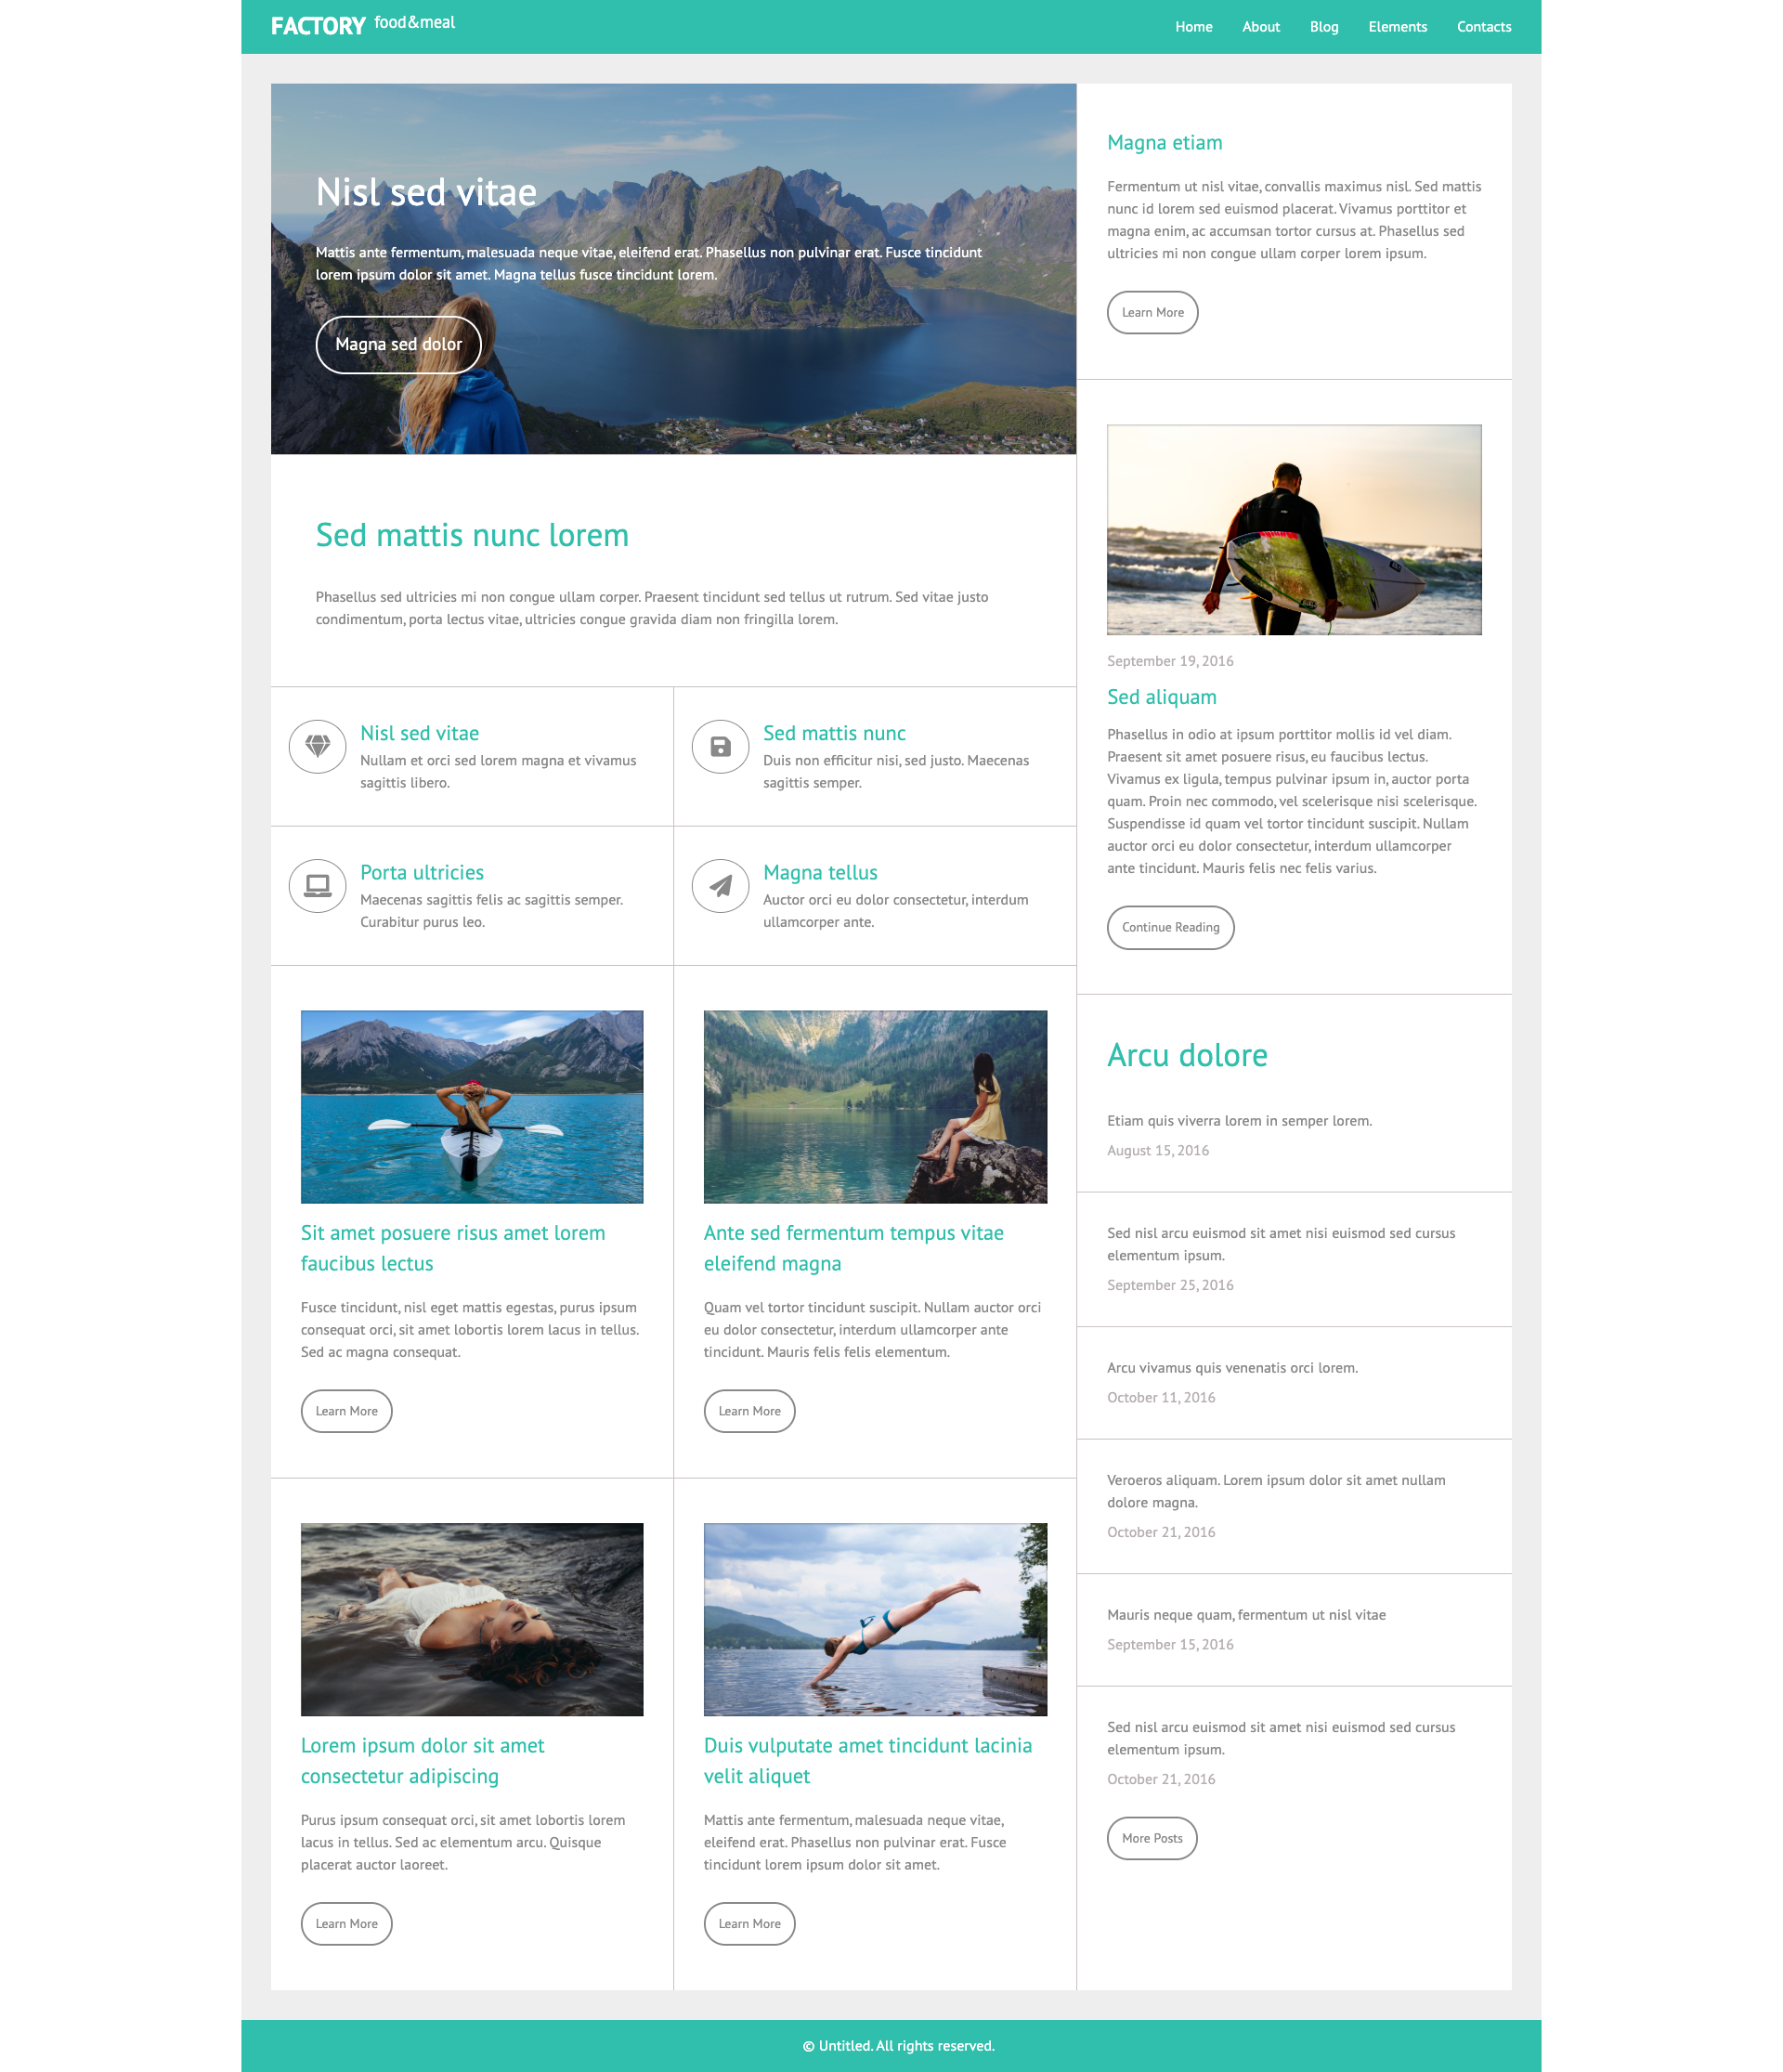 FACTORY food&meal
Home About Blog Elements Contacts
Nisl sed vitae
Mattis ante fermentum, malesuada neque vitae, eleifend erat. Phasellus non pulvinar erat. Fusce tincidunt
lorem ipsum dolor sit amet. Magna tellus fusce tincidunt lorem.
Magna sed dolor
Sed mattis nunc lorem
Phasellus sed ultricies mi non congue ullam corper. Praesent tincidunt sed tellus ut rutrum. Sed vitae justo
condimentum, porta lectus vitae, ultricies congue gravida diam non fringilla lorem.
Nisl sed vitae
Nullam et orci sed lorem magna et vivamus
sagittis libero.
Sed mattis nunc
Duis non efficitur nisi, sed justo. Maecenas
sagittis semper.
Porta ultricies
Maecenas sagittis felis ac sagittis semper.
Curabitur purus leo.
Magna tellus
Auctor orci eu dolor consectetur, interdum
ullamcorper ante.
Sit amet posuere risus amet lorem
faucibus lectus
Fusce tincidunt, nisl eget mattis egestas, purus ipsum
consequat orci, sit amet lobortis lorem lacus in tellus.
Sed ac magna consequat.
Learn More
Ante sed fermentum tempus vitae
eleifend magna
Quam vel tortor tincidunt suscipit. Nullam auctor orci
eu dolor consectetur, interdum ullamcorper ante
tincidunt. Mauris felis felis elementum.
Learn More
Lorem ipsum dolor sit amet
consectetur adipiscing
Purus ipsum consequat orci, sit amet lobortis lorem
lacus in tellus. Sed ac elementum arcu. Quisque
placerat auctor laoreet.
Learn More
Duis vulputate amet tincidunt lacinia
velit aliquet
Mattis ante fermentum, malesuada neque vitae,
eleifend erat. Phasellus non pulvinar erat. Fusce
tincidunt lorem ipsum dolor sit amet.
Learn More
Magna etiam
Fermentum ut nisl vitae, convallis maximus nisl. Sed mattis
nunc id lorem sed euismod placerat. Vivamus porttitor et
magna enim, ac accumsan tortor cursus at. Phasellus sed
ultricies mi non congue ullam corper lorem ipsum.
Learn More
September 19, 2016
Sed aliquam
Phasellus in odio at ipsum porttitor mollis id vel diam.
Praesent sit amet posuere risus, eu faucibus lectus.
Vivamus ex ligula, tempus pulvinar ipsum in, auctor porta
quam. Proin nec commodo, vel scelerisque nisi scelerisque.
Suspendisse id quam vel tortor tincidunt suscipit. Nullam
auctor orci eu dolor consectetur, interdum ullamcorper
ante tincidunt. Mauris felis nec felis varius.
Continue Reading
Arcu dolore
Etiam quis viverra lorem in semper lorem.
August 15, 2016
Sed nisl arcu euismod sit amet nisi euismod sed cursus
elementum ipsum.
September 25, 2016
Arcu vivamus quis venenatis orci lorem.
October 11, 2016
Veroeros aliquam. Lorem ipsum dolor sit amet nullam
dolore magna.
October 21, 2016
Mauris neque quam, fermentum ut nisl vitae
September 15, 2016
Sed nisl arcu euismod sit amet nisi euismod sed cursus
elementum ipsum.
October 21, 2016
More Posts
© Untitled. All rights reserved.